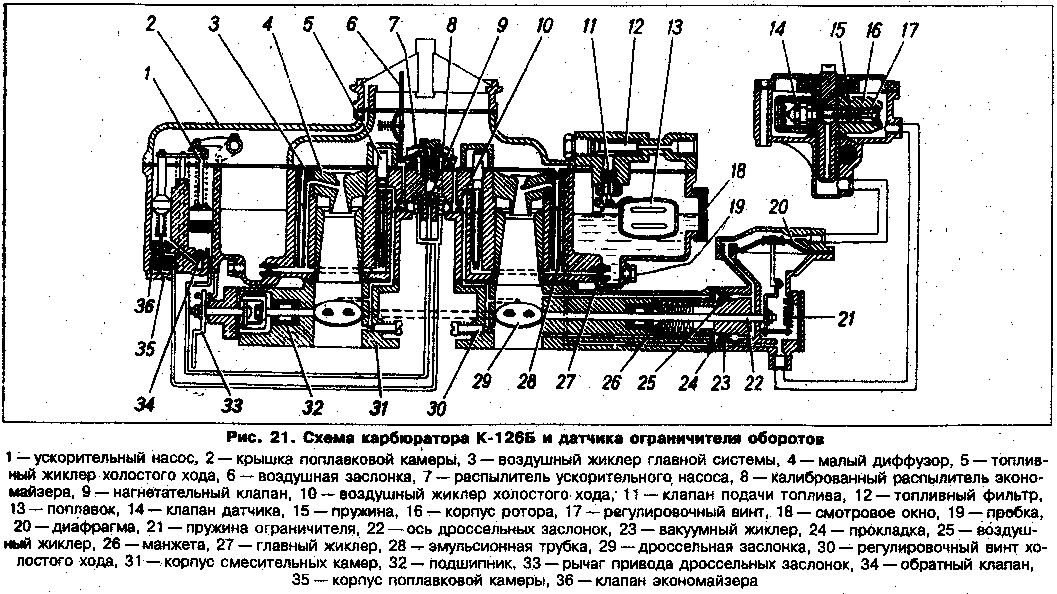 1 2 3 4 5 6 7 8 9 10 11 12 13 14 15 16 17
18
19
20
21
36
35
34 33 32 31 30 29 28 27 26 25 24 23 22
Рис. 21. Схема карбюратора К-126Б и датчика ограничителя оборотов
1 — ускорительный насос, 2 — крышка поплавковой камеры, 3 — воздушный жиклер главной системы, 4 — малый диффузор, 5 — топлив-
ный жиклер холостого хода, 6 — воздушная заслонка, 7 — распылитель ускорительного насоса, 8 — калиброванный распылитель эконо-
майзера, 9 — нагнетательный клапан, 10 — воздушный жиклер холостого хода, 11 — клапан подачи топлива, 12 — топливный фильтр,
13 — поплавок, 14 — клапан датчика, 15 — пружина, 16 — корпус ротора, 17 — регулировочный винт, 18 — смотровое окно, 19 — пробка,
20 — диафрагма, 21 — пружина ограничителя, 22 — ось дроссельных заслонок, 23 — вакуумный жиклер, 24 — прокладка, 25 — воздуш-
ный жиклер, 26 — манжета, 27 — главный жиклер, 28 — эмульсионная трубка, 29 — дроссельная заслонка, 30 — регулировочный винт хо-
лостого хода, 31 — корпус смесительных камер, 32 — подшипник, 33 — рычаг привода дроссельных заслонок, 34 — обратный клапан,
35 — корпус поплавковой камеры, 36 — клапан экономайзера